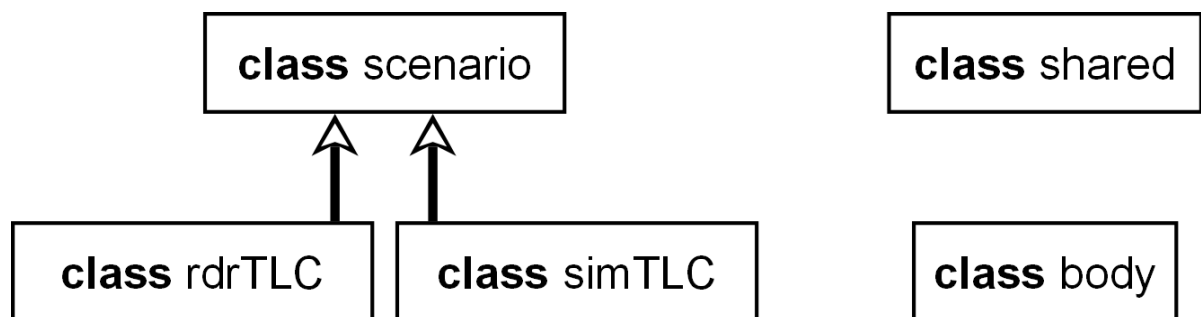 class scenario
class shared
class rdrTLC
class simTLC
class body